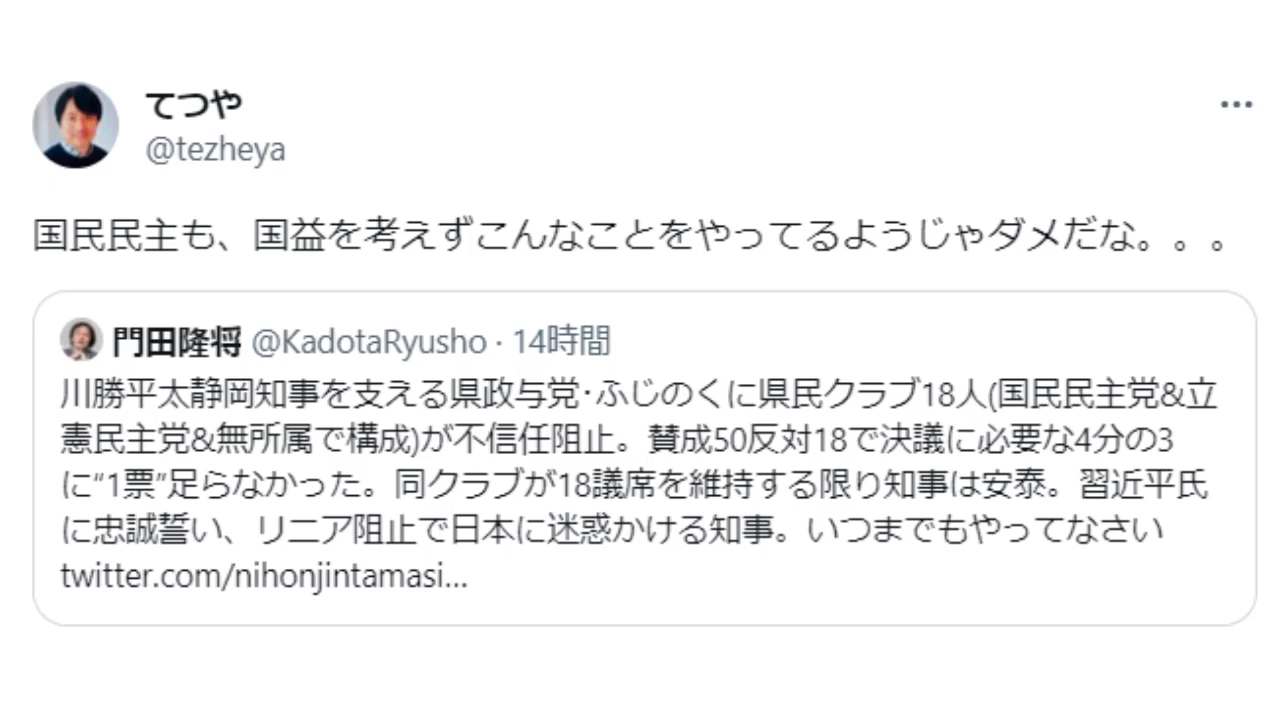 てつや
@tezheya
国民民主も、国益を考えずこんなことをやってるようじゃダメだな。。。
門田隆将 @KadotaRyusho · 14時間
川勝平太静岡知事を支える県政与党･ふじのくに県民クラブ18人(国民民主党&立
憲民主党&無所属で構成)が不信任阻止。賛成50反対18で決議に必要な4分の3
に“1票”足らなかった。同クラブが18議席を維持する限り知事は安泰。習近平氏
に忠誠誓い、リニア阻止で日本に迷惑かける知事。いつまでもやってなさい
twitter.com/nihonjintamasi...